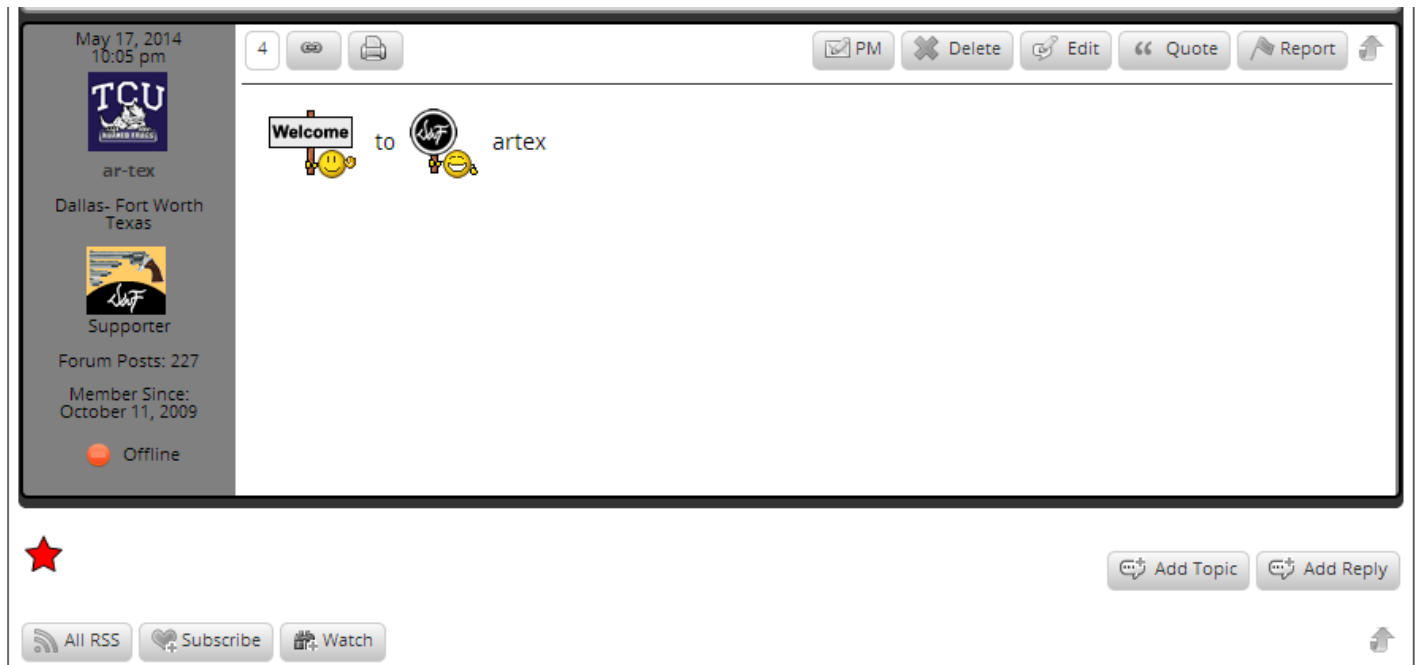 May 17, 2014
10:05 pm
4
PM Delete Edit Quote Report
TCU
HORNED FROGS
ar-tex
Welcome to artex
Dallas- Fort Worth
Texas
Supporter
Forum Posts: 227
Member Since:
October 11, 2009
Offline
Add Topic Add Reply
All RSS Subscribe Watch